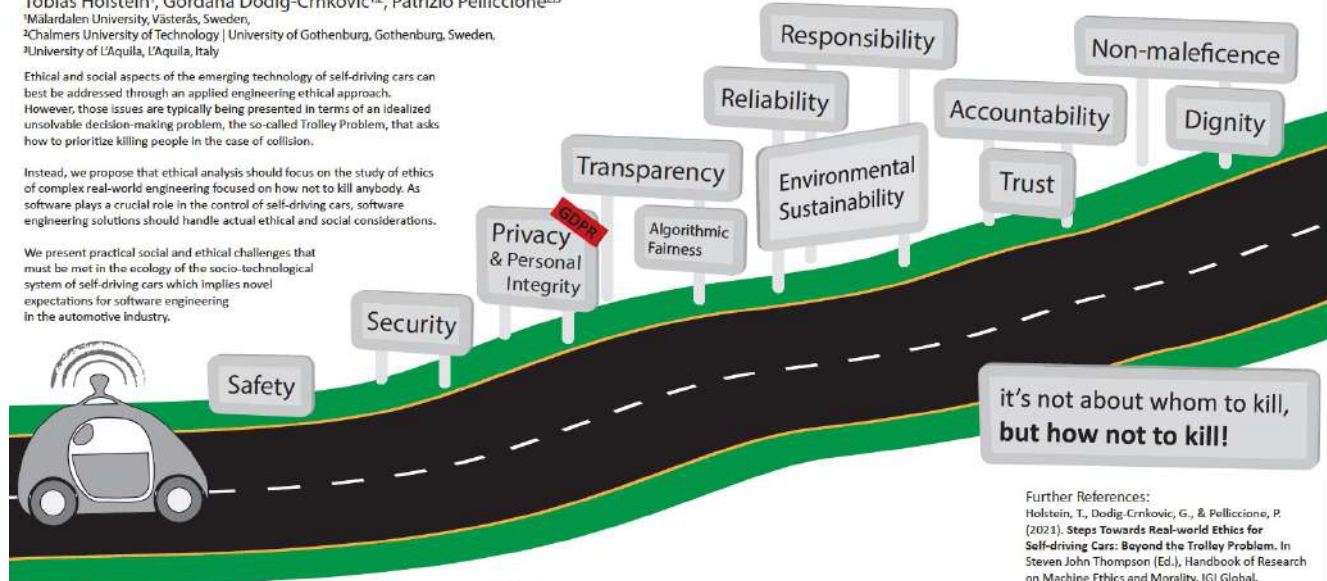 Tobias Holstein¹, Gordana Dodig-Crnkovic¹,², Patrizio Pelliccione²,³
¹Mälardalen University, Västerås, Sweden,
²Chalmers University of Technology | University of Gothenburg, Gothenburg, Sweden,
³University of L'Aquila, L'Aquila, Italy
Ethical and social aspects of the emerging technology of self-driving cars can
best be addressed through an applied engineering ethical approach.
However, those issues are typically being presented in terms of an idealized
unsolvable decision-making problem, the so-called Trolley Problem, that asks
how to prioritize killing people in the case of collision.
Instead, we propose that ethical analysis should focus on the study of ethics
of complex real-world engineering focused on how not to kill anybody. As
software plays a crucial role in the control of self-driving cars, software
engineering solutions should handle actual ethical and social considerations.
We present practical social and ethical challenges that
must be met in the ecology of the socio-technological
system of self-driving cars which implies novel
expectations for software engineering
in the automotive industry.
Safety
Security
Privacy
& Personal
Integrity
GDPR
Transparency
Algorithmic
Fairness
Reliability
Responsibility
Environmental
Sustainability
Accountability
Trust
Non-maleficence
Dignity
it's not about whom to kill,
but how not to kill!
Further References:
Holstein, T., Dodig-Crnkovic, G., & Pelliccione, P.
(2021). Steps Towards Real-world Ethics for
Self-driving Cars: Beyond the Trolley Problem. In
Steven John Thompson (Ed.), Handbook of Research
on Machine Ethics and Morality. IGI Global.